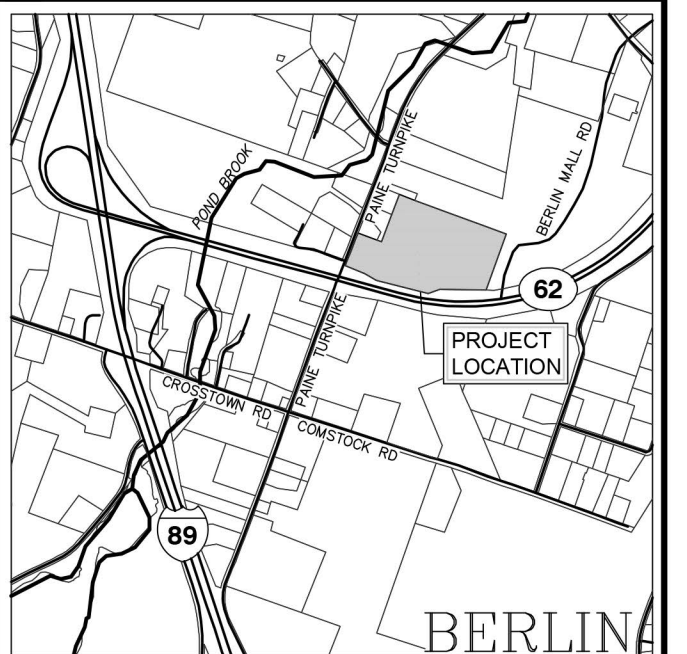 PAINE TURNPIKE
BERLIN MALL RD
POND BROOK
62
PROJECT
LOCATION
PAINE TURNPIKE
CROSSTOWN RD
COMSTOCK RD
89
BERLIN